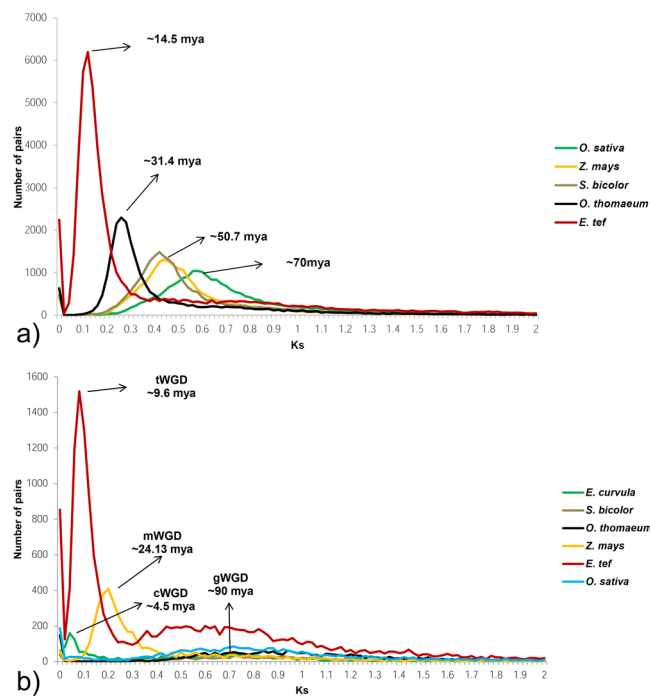 7000
6000
5000
4000
3000
2000
1000
0
Number of pairs
~14.5 mya
~31.4 mya
~50.7 mya
~70mya
O. sativa
Z. mays
S. bicolor
O. thomaeum
E. tef
0 0.1 0.2 0.3 0.4 0.5 0.6 0.7 0.8 0.9 1 1.1 1.2 1.3 1.4 1.5 1.6 1.7 1.8 1.9 2
Ks
a)
1600
1400
1200
1000
800
600
400
200
0
Number of pairs
tWGD
~9.6 mya
mWGD
~24.13 mya
cWGD
~4.5 mya
gWGD
~90 mya
E. curvula
S. bicolor
O. thomaeum
Z. mays
E. tef
O. sativa
0 0.1 0.2 0.3 0.4 0.5 0.6 0.7 0.8 0.9 1 1.1 1.2 1.3 1.4 1.5 1.6 1.7 1.8 1.9 2
Ks
b)